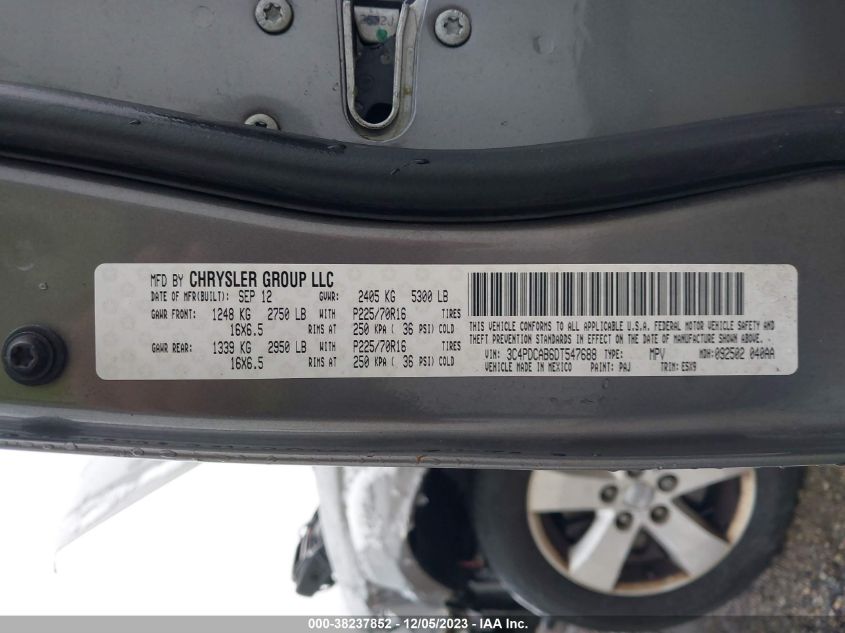 MFD BY CHRYSLER GROUP LLC
DATE OF MFR(BUILT): SEP 12 GVWR: 2405 KG 5300 LB
GAWR FRONT: 1248 KG 2750 LB WITH P225/70R16 TIRES
16X6.5 RIMS AT 250 KPA ( 36 PSI) COLD
GAWR REAR: 1339 KG 2950 LB WITH P225/70R16 TIRES
16X6.5 RIMS AT 250 KPA ( 36 PSI) COLD
THIS VEHICLE CONFORMS TO ALL APPLICABLE U.S.A. FEDERAL MOTOR VEHICLE SAFETY AND
THEFT PREVENTION STANDARDS IN EFFECT ON THE DATE OF MANUFACTURE SHOWN ABOVE.
VIN: 3C4PDCAB6DT547688 TYPE: MPV MDH: 092502 040AA
VEHICLE MADE IN MEXICO PAINT: PAJ TRIM: E5X9
000-38237852 - 12/05/2023 - IAA Inc.